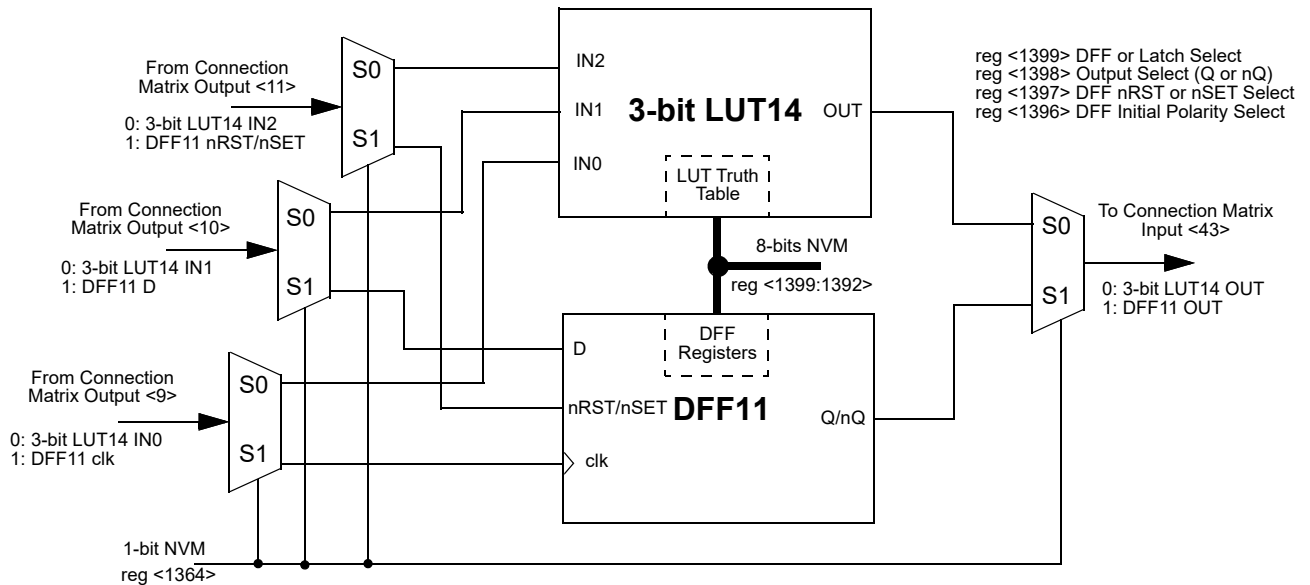 From Connection
Matrix Output <11>
0: 3-bit LUT14 IN2
1: DFF11 nRST/nSET
S0
S1
From Connection
Matrix Output <10>
0: 3-bit LUT14 IN1
1: DFF11 D
S0
S1
From Connection
Matrix Output <9>
0: 3-bit LUT14 IN0
1: DFF11 clk
S0
S1
1-bit NVM
reg <1364>
IN2
IN1
IN0
3-bit LUT14
OUT
LUT Truth
Table
8-bits NVM
reg <1399:1392>
DFF
Registers
D
nRST/nSET
clk
DFF11
Q/nQ
reg <1399> DFF or Latch Select
reg <1398> Output Select (Q or nQ)
reg <1397> DFF nRST or nSET Select
reg <1396> DFF Initial Polarity Select
S0
S1
To Connection Matrix
Input <43>
0: 3-bit LUT14 OUT
1: DFF11 OUT